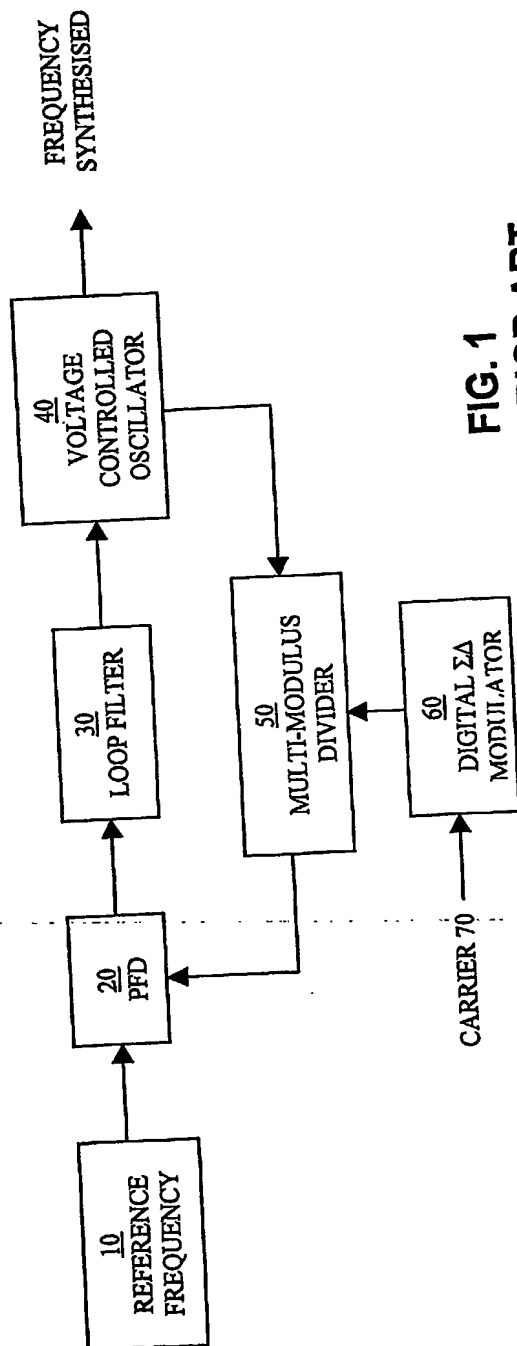 10
REFERENCE
FREQUENCY
20
PFD
30
LOOP FILTER
40
VOLTAGE
CONTROLLED
OSCILLATOR
FREQUENCY
SYNTHESISED
50
MULTI-MODULUS
DIVIDER
60
DIGITAL ΣΔ
MODULATOR
CARRIER 70
FIG. 1